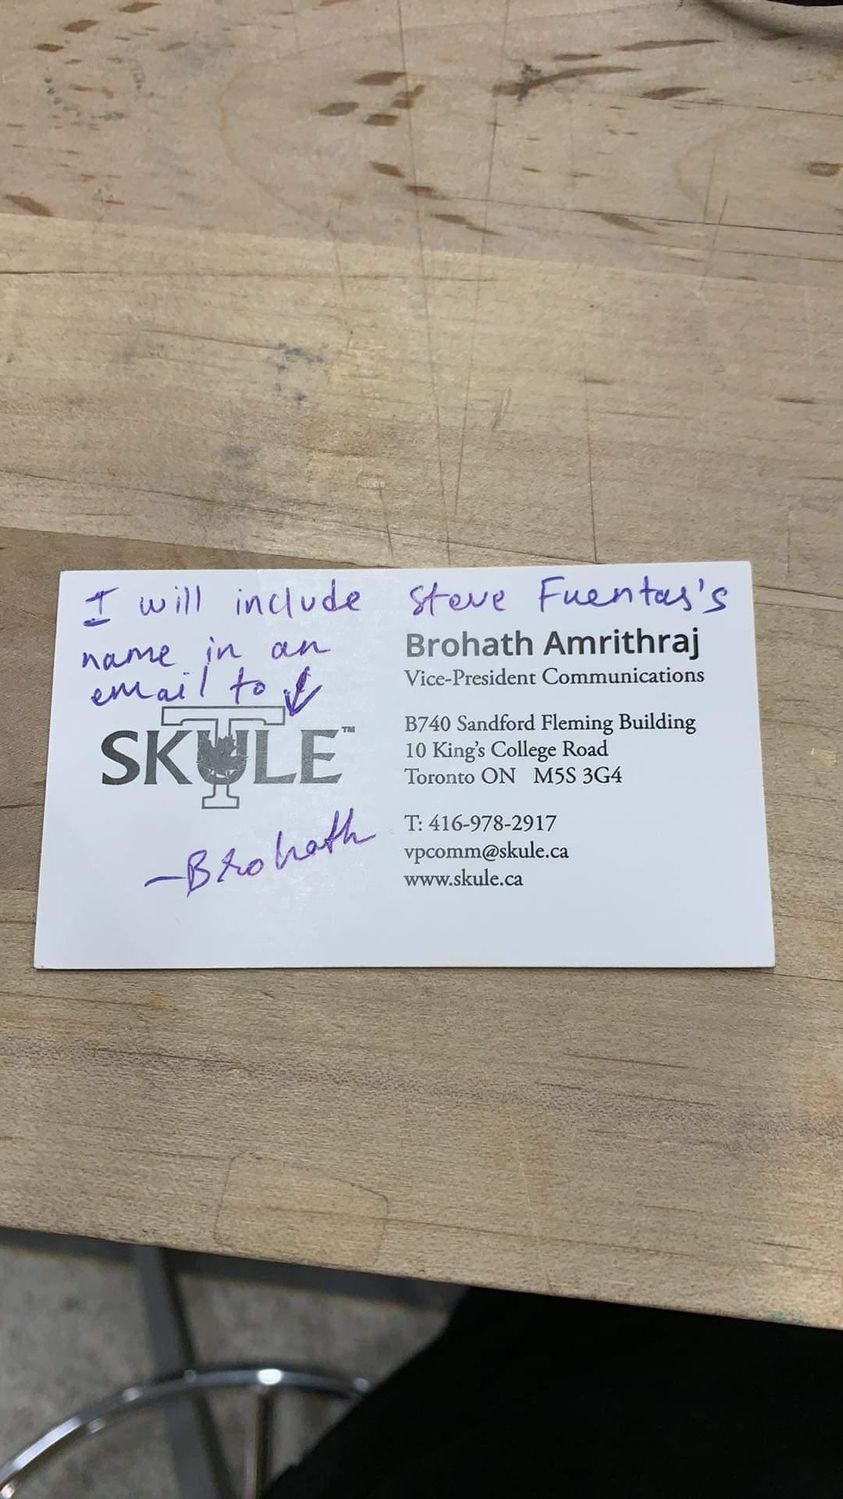 I will include Steve Fuentas's
name in an
email to
SKULE™
-Brohath
Brohath Amrithraj
Vice-President Communications
B740 Sandford Fleming Building
10 King's College Road
Toronto ON M5S 3G4
T: 416-978-2917
vpcomm@skule.ca
www.skule.ca